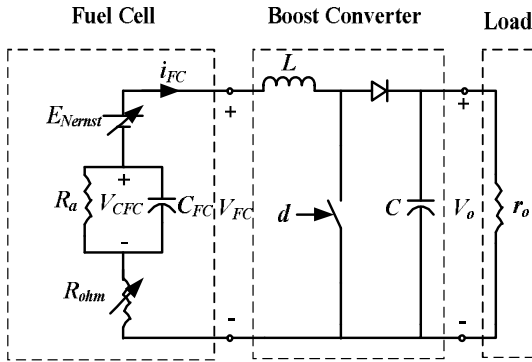 Fuel Cell
Boost Converter
Load
i_FC
L
E_Nernst
+
+
+
R_a
V_CFC
C_FC
V_FC
d
C
V_o
r_o
-
R_ohm
-
-